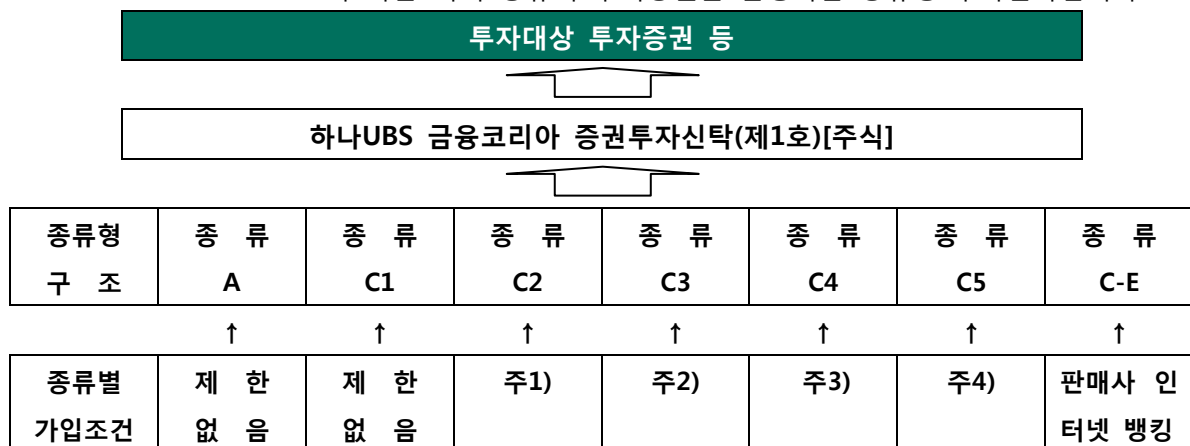 투자대상 투자증권 등
하나UBS 금융코리아 증권투자신탁(제1호)[주식]
종류형 종 류 종 류 종 류 종 류 종 류 종 류 종 류
구 조 A C1 C2 C3 C4 C5 C-E
↑ ↑ ↑ ↑ ↑ ↑ ↑
종류별 제 한 제 한 주1) 주2) 주3) 주4) 판매사 인
가입조건 없 음 없 음 터넷 뱅킹